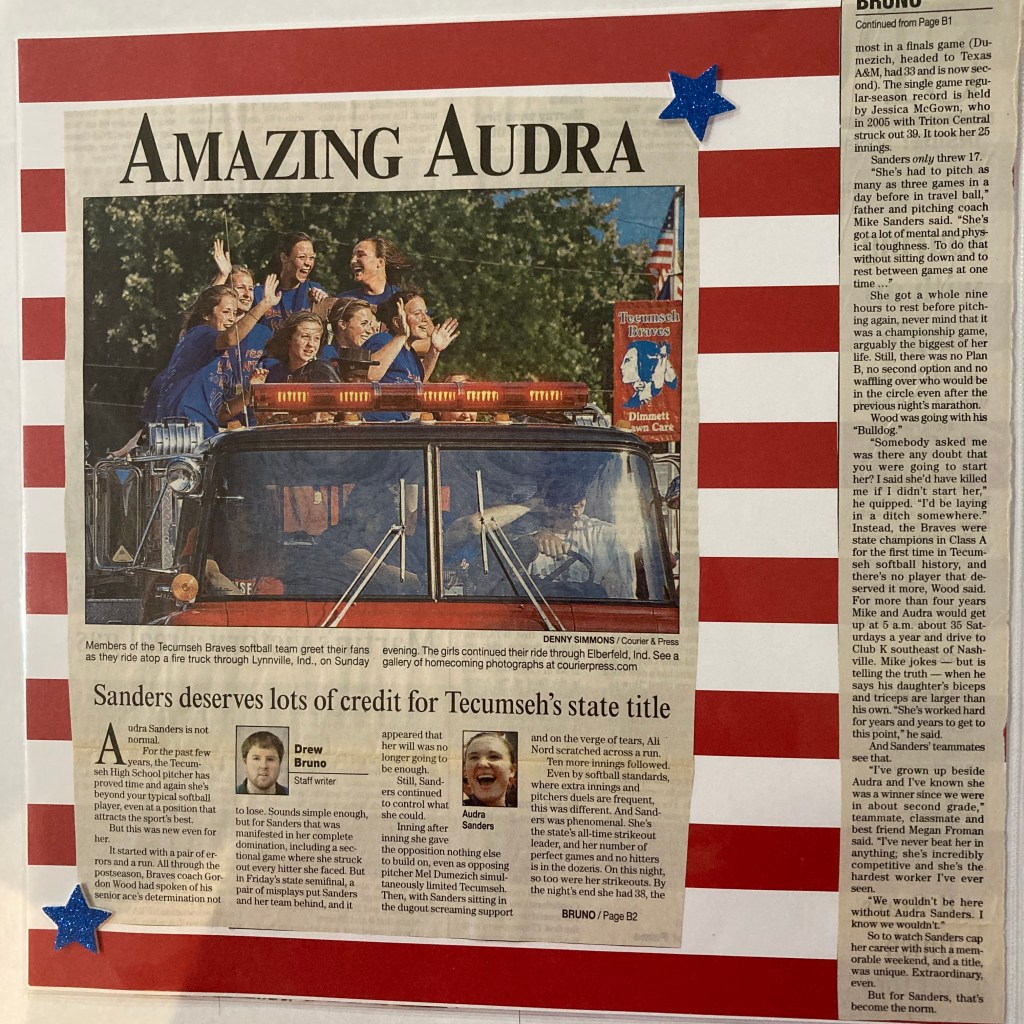 AMAZING AUDRA
Tecumseh
Braves
Dimmett
Lawn Care
DENNY SIMMONS / Courier & Press
Members of the Tecumseh Braves softball team greet their fans
as they ride atop a fire truck through Lynnville, Ind., on Sunday
evening. The girls continued their ride through Elberfeld, Ind. See a
gallery of homecoming photographs at courierpress.com
Sanders deserves lots of credit for Tecumseh's state title
Audra Sanders is not
normal.
For the past few
years, the Tecum-
seh High School pitcher has
proved time and again she's
beyond your typical softball
player, even at a position that
attracts the sport's best.
But this was new even for
her.
It started with a pair of er-
rors and a run. All through the
postseason, Braves coach Gor-
don Wood had spoken of his
senior ace's determination not
Drew
Bruno
Staff writer
to lose. Sounds simple enough,
but for Sanders that was
manifested in her complete
domination, including a sec-
tional game where she struck
out every hitter she faced. But
in Friday's state semifinal, a
pair of misplays put Sanders
and her team behind, and it
appeared that
her will was no
longer going to
be enough.
Still, Sand-
ers continued
to control what
she could.
Inning after
inning she gave
the opposition nothing else
to build on, even as opposing
pitcher Mel Dumezich simul-
taneously limited Tecumseh.
Then, with Sanders sitting in
the dugout screaming support
Audra
Sanders
and on the verge of tears, Ali
Nord scratched across a run.
Ten more innings followed.
Even by softball standards,
where extra innings and
pitchers duels are frequent,
this was different. And Sand-
ers was phenomenal. She's
the state's all-time strikeout
leader, and her number of
perfect games and no hitters
is in the dozens. On this night,
so too were her strikeouts. By
the night's end she had 38, the
BRUNO / Page B2
BRUNO
Continued from Page B1
most in a finals game (Du-
mezich, headed to Texas
A&M, had 33 and is now sec-
ond). The single game regu-
lar-season record is held
by Jessica McGown, who
in 2005 with Triton Central
struck out 39. It took her 25
innings.
Sanders only threw 17.
"She's had to pitch as
many as three games in a
day before in travel ball,"
father and pitching coach
Mike Sanders said. "She's
got a lot of mental and phys-
ical toughness. To do that
without sitting down and to
rest between games at one
time ..."
She got a whole nine
hours to rest before pitch-
ing again, never mind that it
was a championship game,
arguably the biggest of her
life. Still, there was no Plan
B, no second option and no
waffling over who would be
in the circle even after the
previous night's marathon.
Wood was going with his
"Bulldog."
"Somebody asked me
was there any doubt that
you were going to start
her? I said she'd have killed
me if I didn't start her,"
he quipped. "I'd be laying
in a ditch somewhere."
Instead, the Braves were
state champions in Class A
for the first time in Tecum-
seh softball history, and
there's no player that de-
served it more, Wood said.
For more than four years
Mike and Audra would get
up at 5 a.m. about 35 Sat-
urdays a year and drive to
Club K southeast of Nash-
ville. Mike jokes — but is
telling the truth — when he
says his daughter's biceps
and triceps are larger than
his own. "She's worked hard
for years and years to get to
this point," he said.
And Sanders' teammates
see that.
"I've grown up beside
Audra and I've known she
was a winner since we were
in about second grade,"
teammate, classmate and
best friend Megan Froman
said. "I've never beat her in
anything; she's incredibly
competitive and she's the
hardest worker I've ever
seen.
"We wouldn't be here
without Audra Sanders. I
know we wouldn't."
So to watch Sanders cap
her career with such a mem-
orable weekend, and a title,
was unique. Extraordinary,
even.
But for Sanders, that's
become the norm.